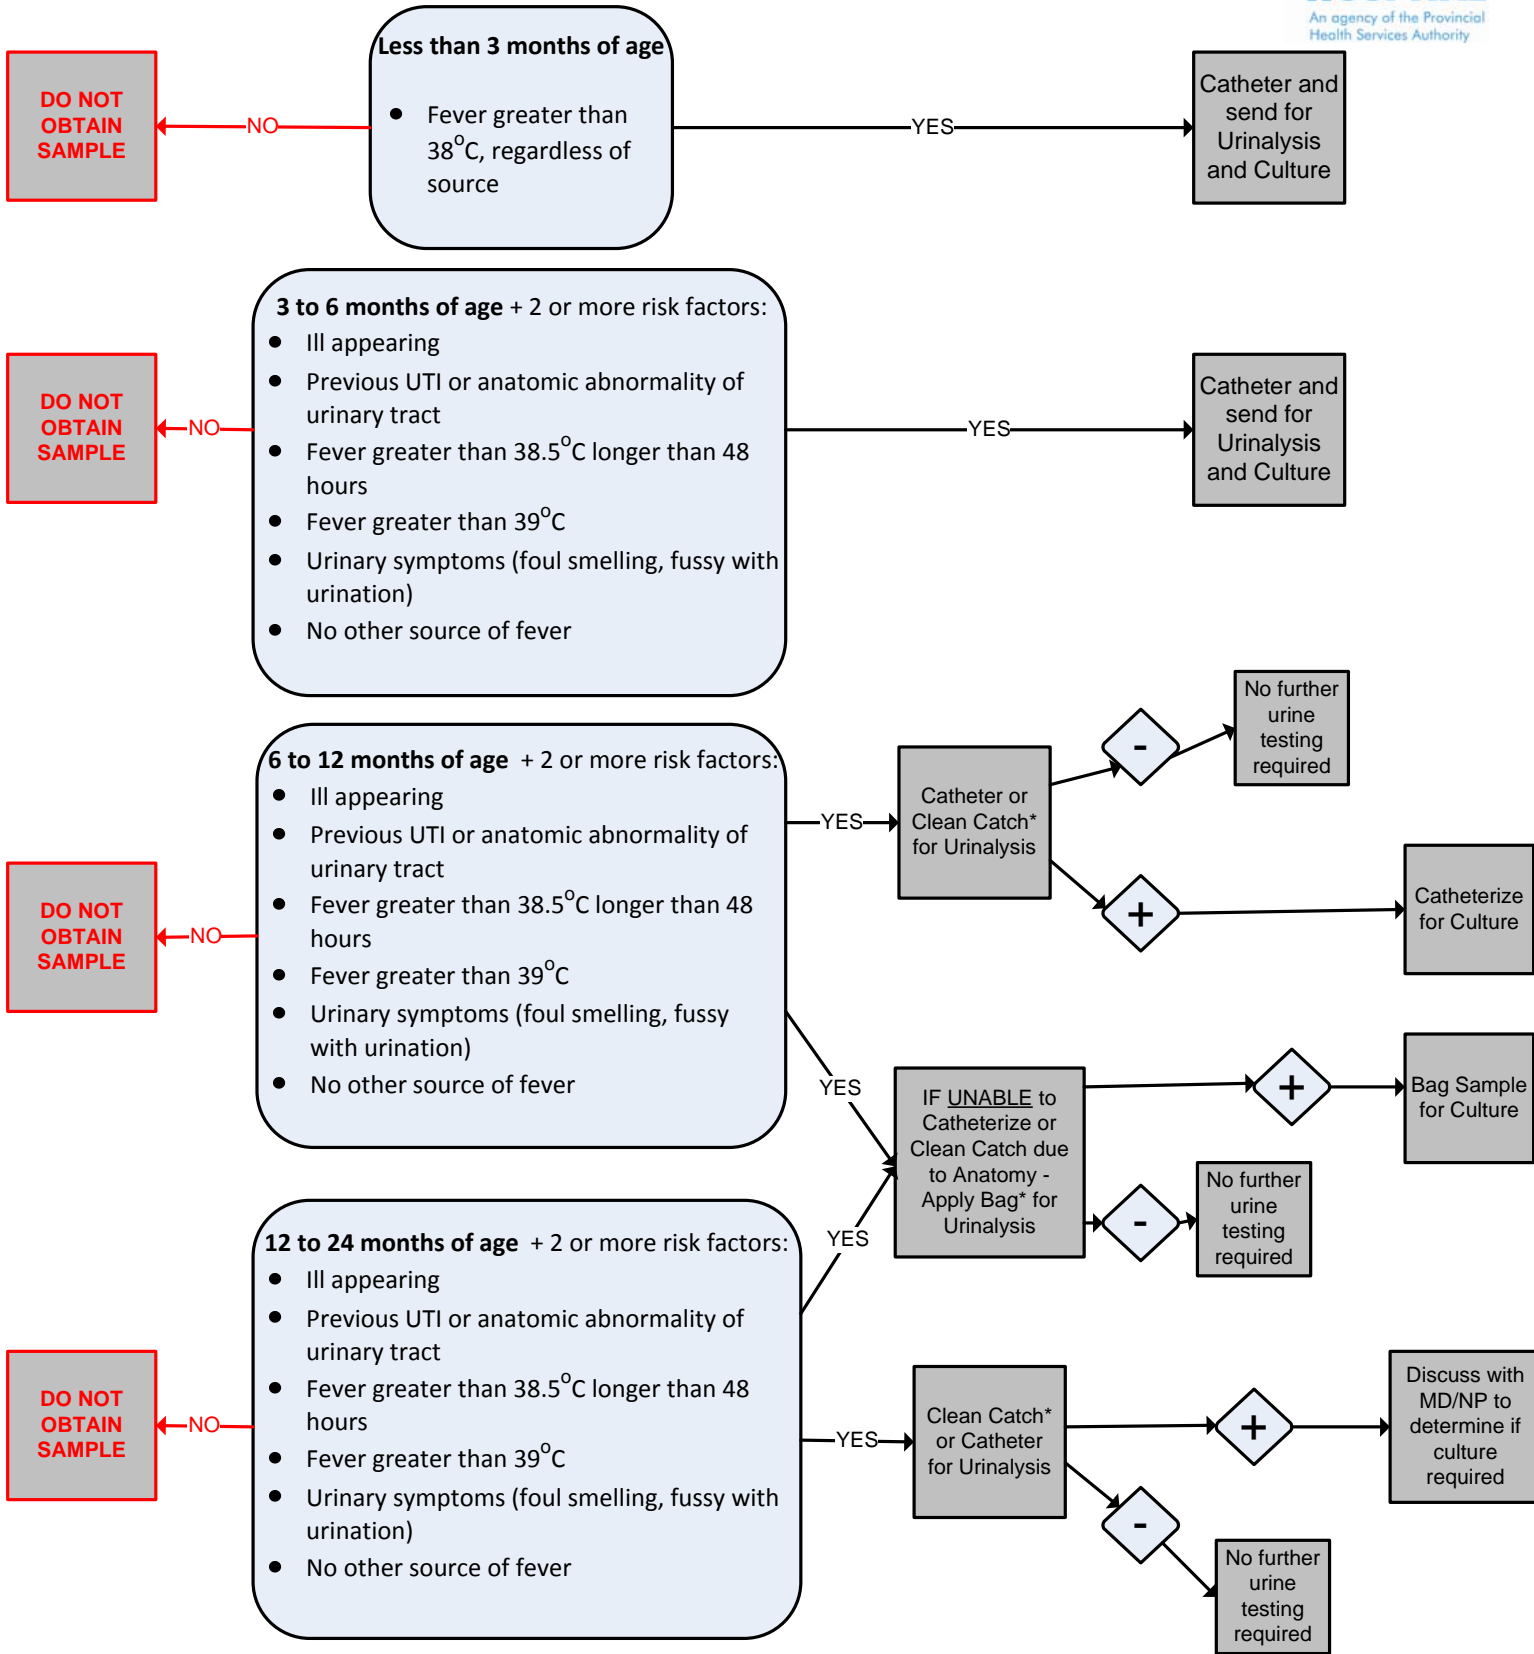 An agency of the Provincial
Health Services Authority
Less than 3 months of age
● Fever greater than
38°C, regardless of
source
DO NOT
OBTAIN
SAMPLE
NO
YES
Catheter and
send for
Urinalysis
and Culture
3 to 6 months of age + 2 or more risk factors:
● Ill appearing
● Previous UTI or anatomic abnormality of
urinary tract
● Fever greater than 38.5°C longer than 48
hours
● Fever greater than 39°C
● Urinary symptoms (foul smelling, fussy with
urination)
● No other source of fever
DO NOT
OBTAIN
SAMPLE
NO
YES
Catheter and
send for
Urinalysis
and Culture
6 to 12 months of age + 2 or more risk factors:
● Ill appearing
● Previous UTI or anatomic abnormality of
urinary tract
● Fever greater than 38.5°C longer than 48
hours
● Fever greater than 39°C
● Urinary symptoms (foul smelling, fussy
with urination)
● No other source of fever
DO NOT
OBTAIN
SAMPLE
NO
YES
Catheter or
Clean Catch*
for Urinalysis
-
No further
urine
testing
required
+
Catheterize
for Culture
YES
IF UNABLE to
Catheterize or
Clean Catch due
to Anatomy -
Apply Bag* for
Urinalysis
+
Bag Sample
for Culture
-
No further
urine
testing
required
YES
12 to 24 months of age + 2 or more risk factors:
● Ill appearing
● Previous UTI or anatomic abnormality of
urinary tract
● Fever greater than 38.5°C longer than 48
hours
● Fever greater than 39°C
● Urinary symptoms (foul smelling, fussy with
urination)
● No other source of fever
DO NOT
OBTAIN
SAMPLE
NO
YES
Clean Catch*
or Catheter
for Urinalysis
+
Discuss with
MD/NP to
determine if
culture
required
-
No further
urine
testing
required